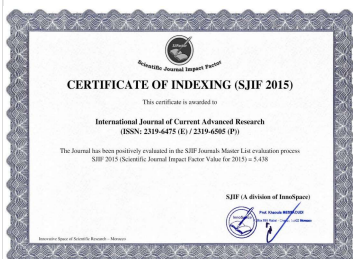 Scientific Journal Impact Factor
CERTIFICATE OF INDEXING (SJIF 2015)
This certificate is awarded to
International Journal of Current Advanced Research
(ISSN: 2319-6475 (E) / 2319-6505 (P))
The Journal has been positively evaluated in the SJIF Journals Master List evaluation process
SJIF 2015 (Scientific Journal Impact Factor Value for 2015) = 5.438
SJIF (A division of InnoSpace)
Prof. Khaoula
Innovative Space of Scientific Research - Morocco